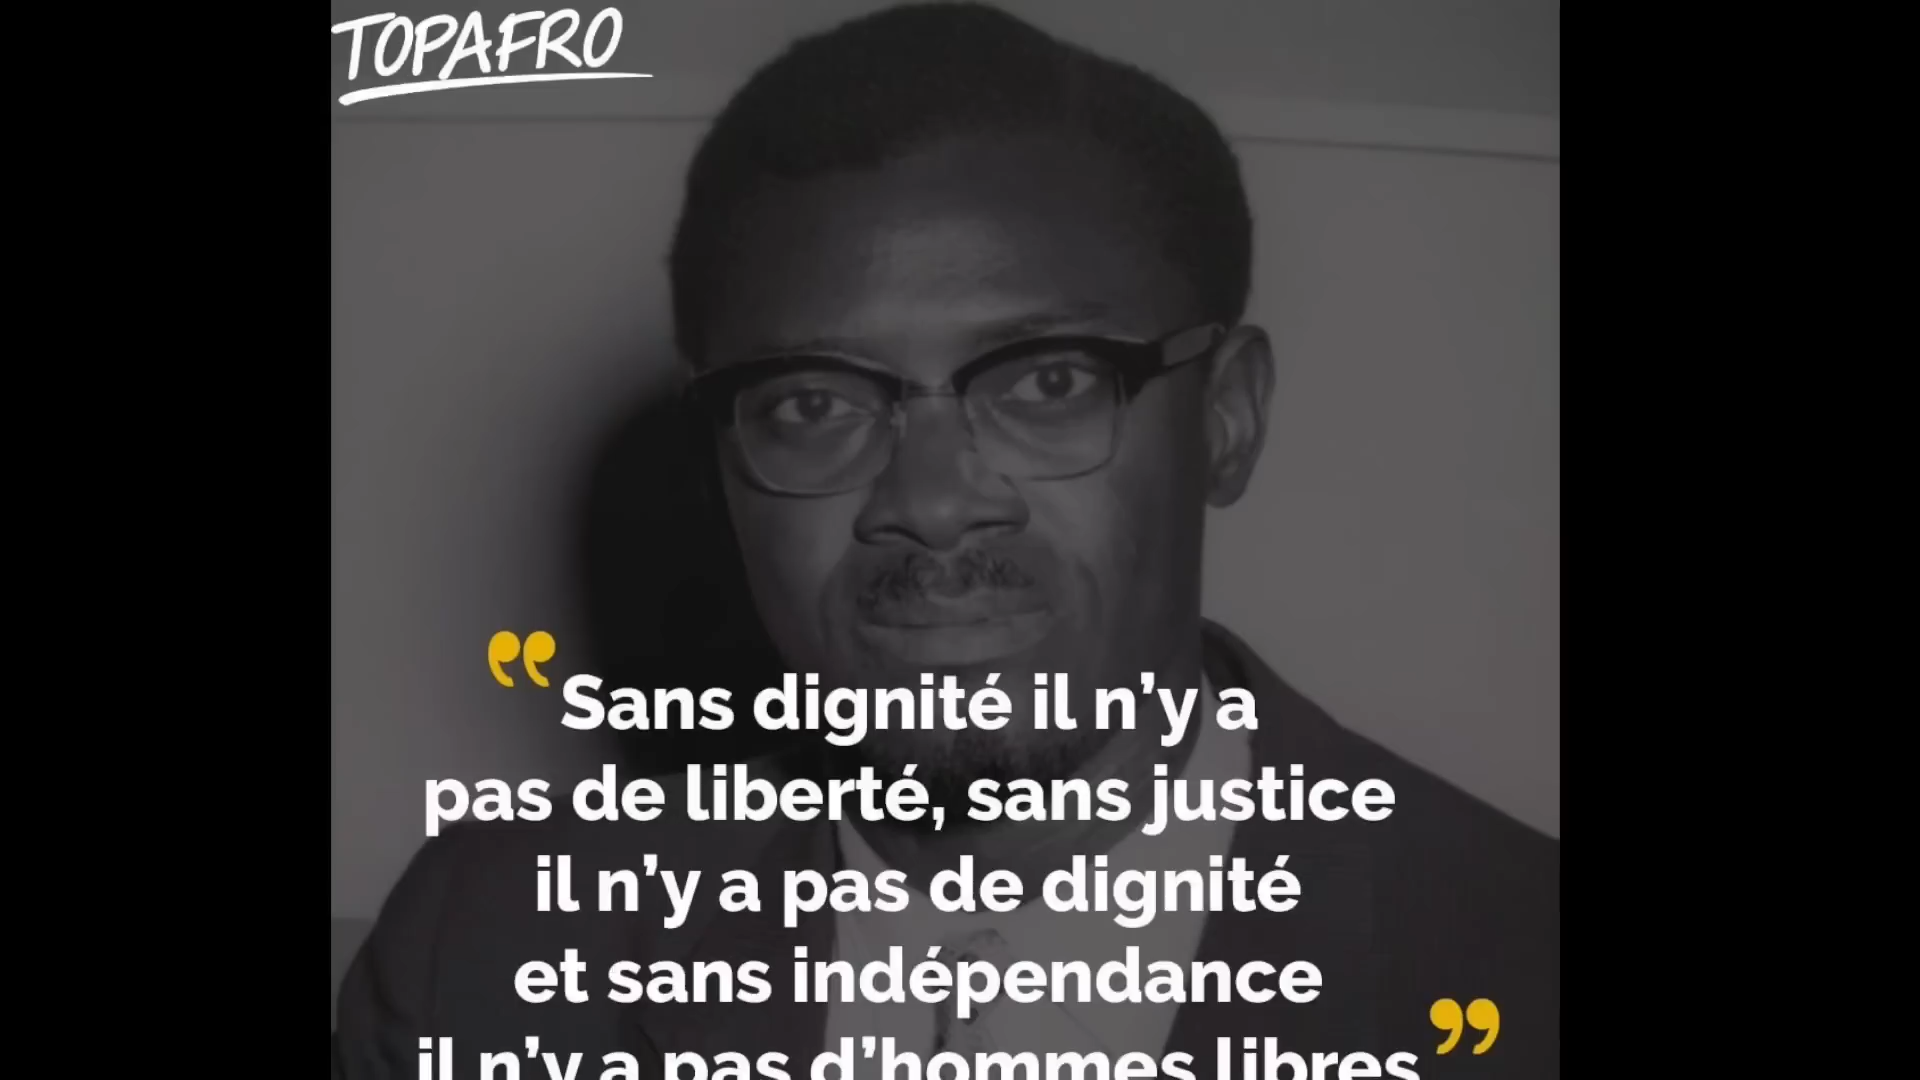 TOPAFRO
“Sans dignité il n’y a
pas de liberté, sans justice
il n’y a pas de dignité
et sans indépendance
il n’y a pas d’hommes libres”